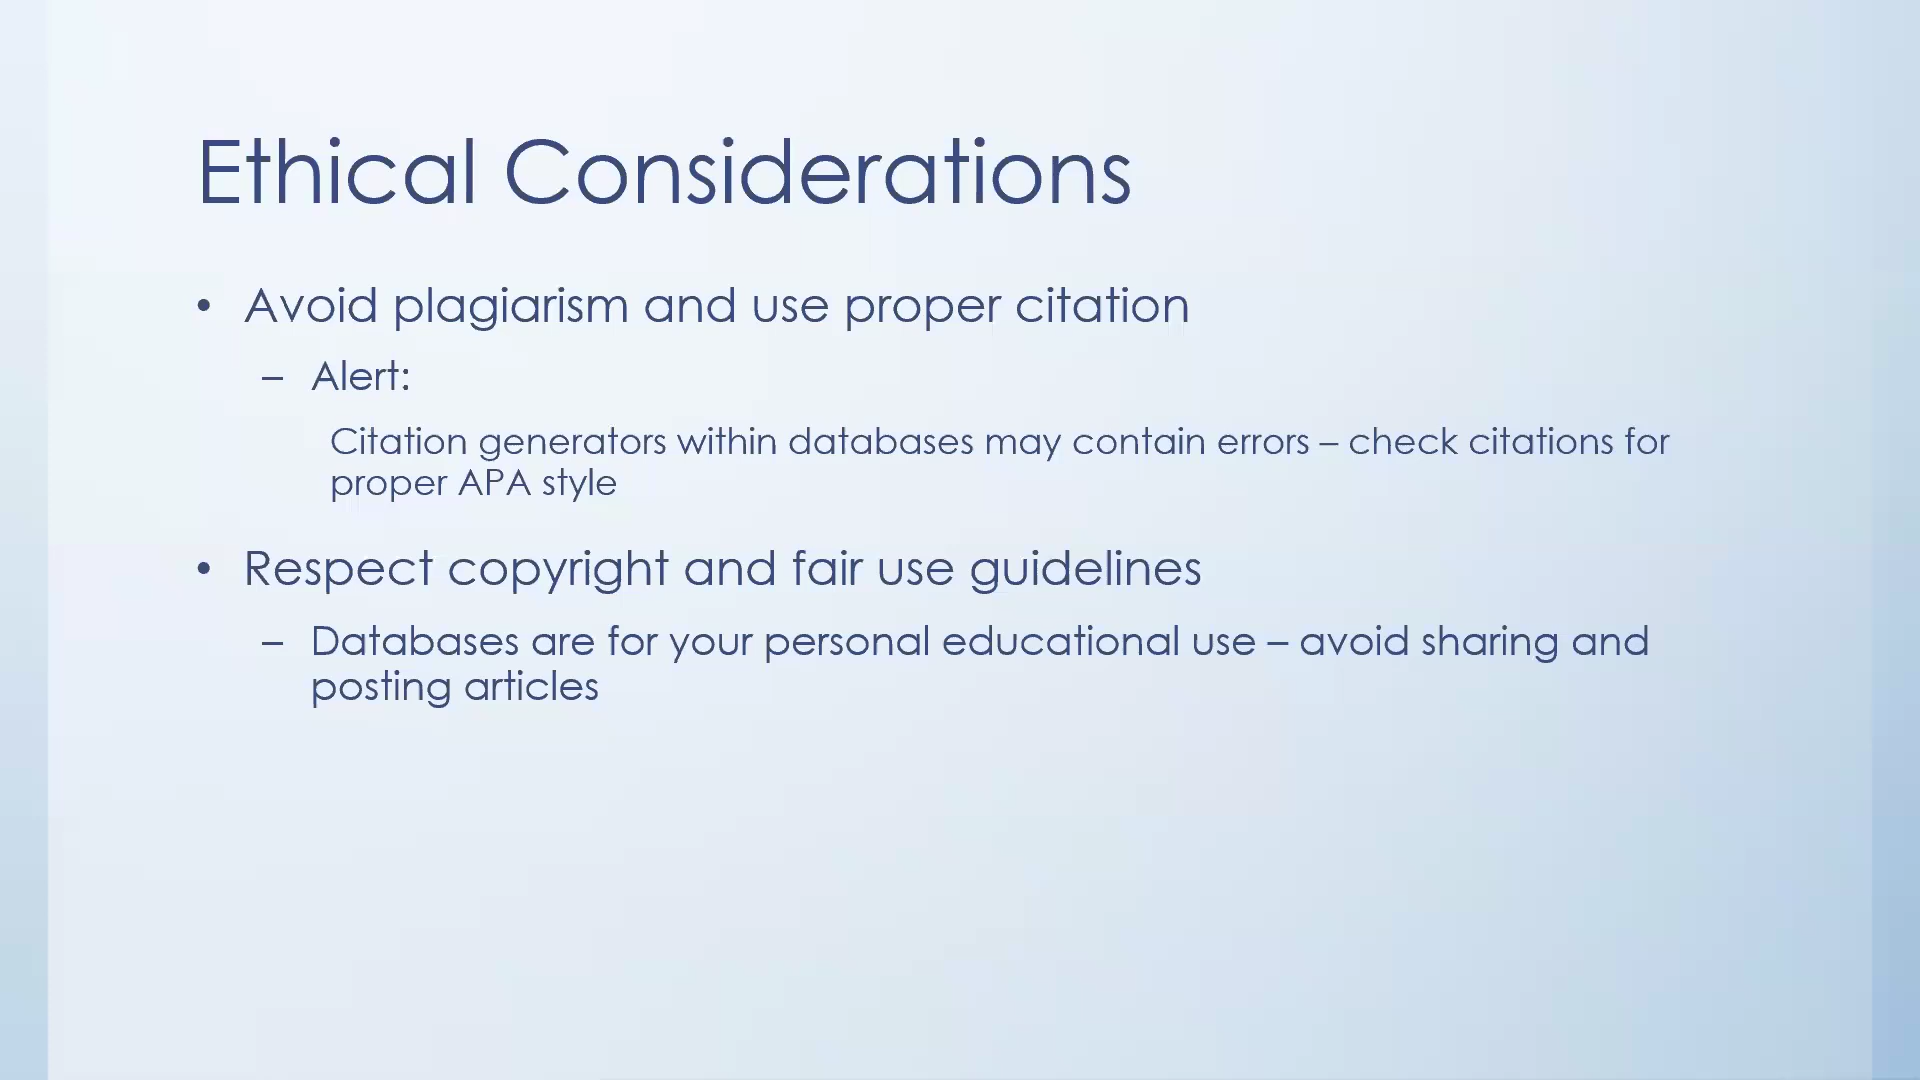 Ethical Considerations
• Avoid plagiarism and use proper citation
– Alert:
Citation generators within databases may contain errors – check citations for
proper APA style
• Respect copyright and fair use guidelines
– Databases are for your personal educational use – avoid sharing and
posting articles